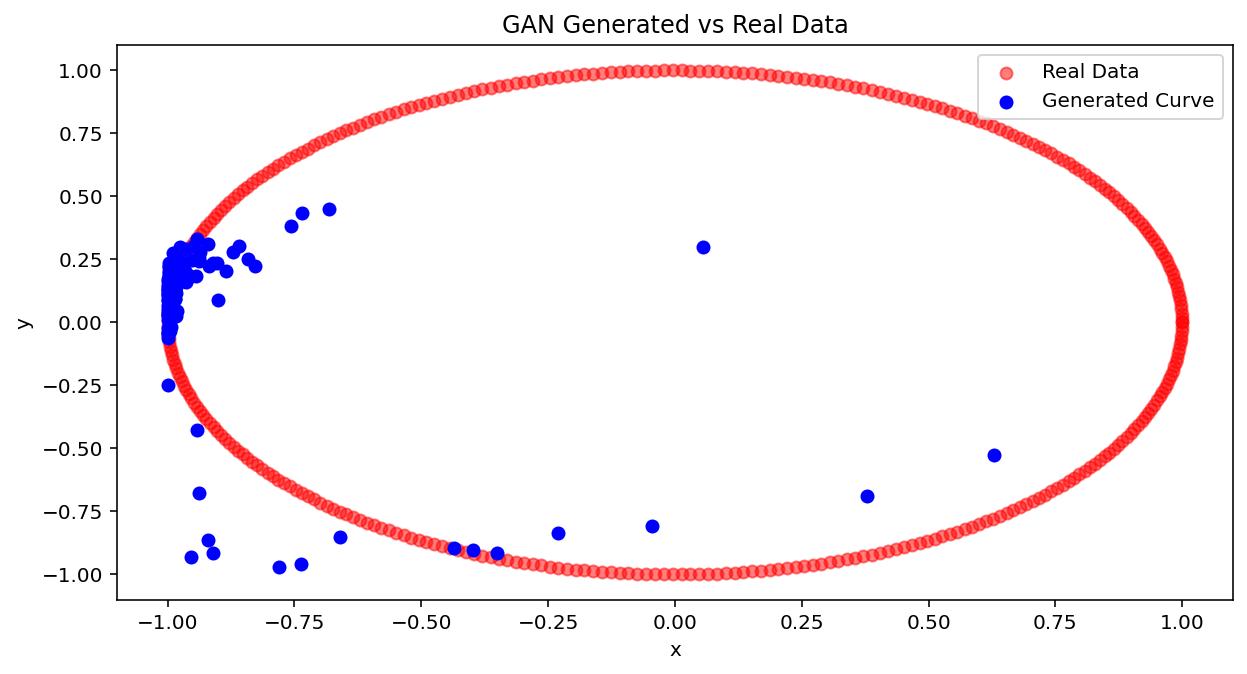 GAN Generated vs Real Data
Real Data
Generated Curve
1.00
0.75
0.50
0.25
0.00
−0.25
−0.50
−0.75
−1.00
y
−1.00 −0.75 −0.50 −0.25 0.00 0.25 0.50 0.75 1.00
x